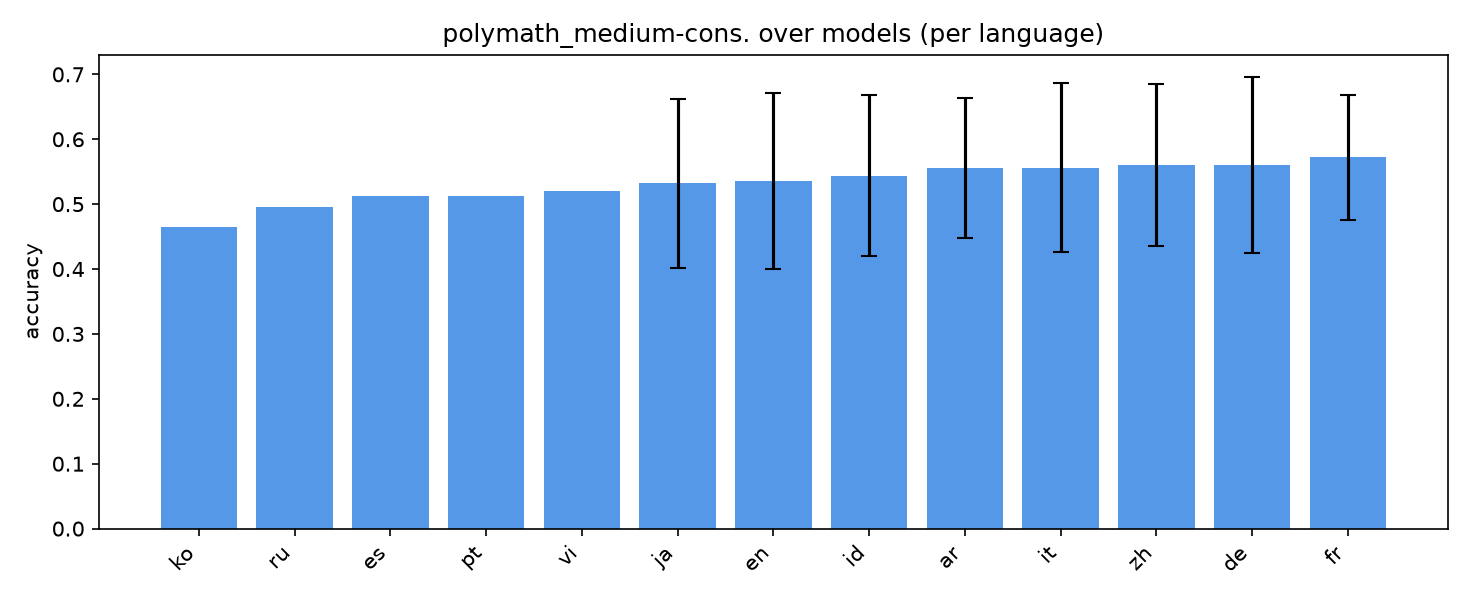 polymath_medium-cons. over models (per language)
accuracy
0.7
0.6
0.5
0.4
0.3
0.2
0.1
0.0
ko ru es pt vi ja en id ar it zh de fr